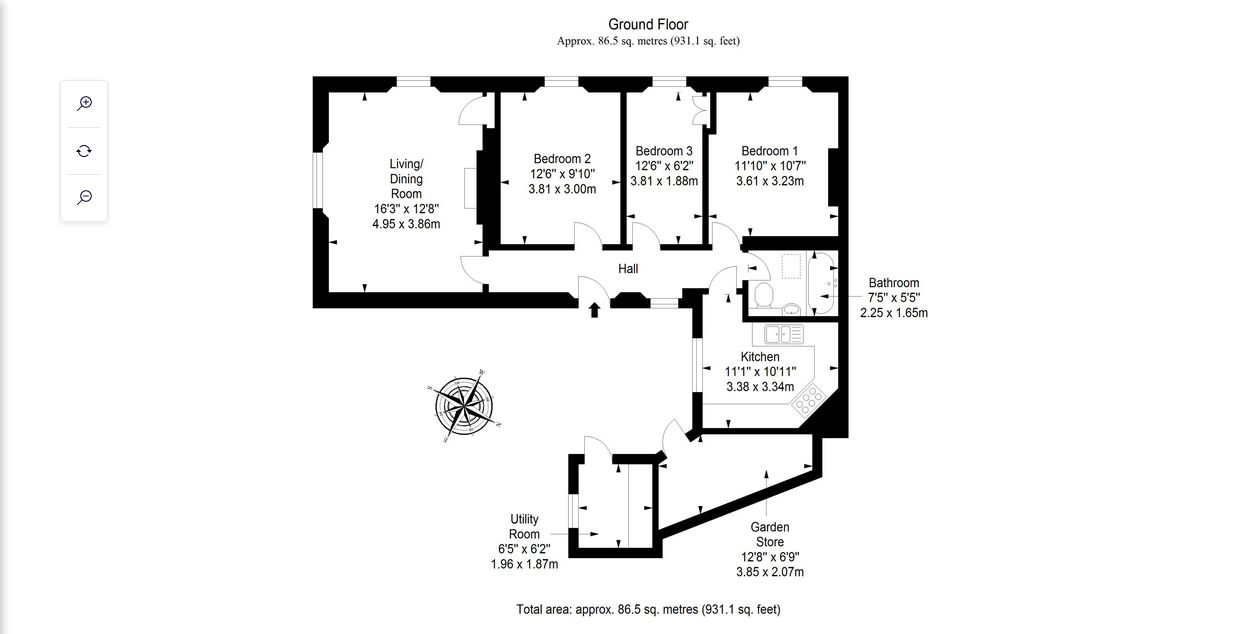 Ground Floor
Approx. 86.5 sq. metres (931.1 sq. feet)
Living/
Dining
Room
16'3" x 12'8"
4.95 x 3.86m
Bedroom 2
12'6" x 9'10"
3.81 x 3.00m
Bedroom 3
12'6" x 6'2"
3.81 x 1.88m
Bedroom 1
11'10" x 10'7"
3.61 x 3.23m
Hall
Bathroom
7'5" x 5'5"
2.25 x 1.65m
Kitchen
11'1" x 10'11"
3.38 x 3.34m
W
S
N
E
Utility
Room
6'5" x 6'2"
1.96 x 1.87m
Garden
Store
12'8" x 6'9"
3.85 x 2.07m
Total area: approx. 86.5 sq. metres (931.1 sq. feet)